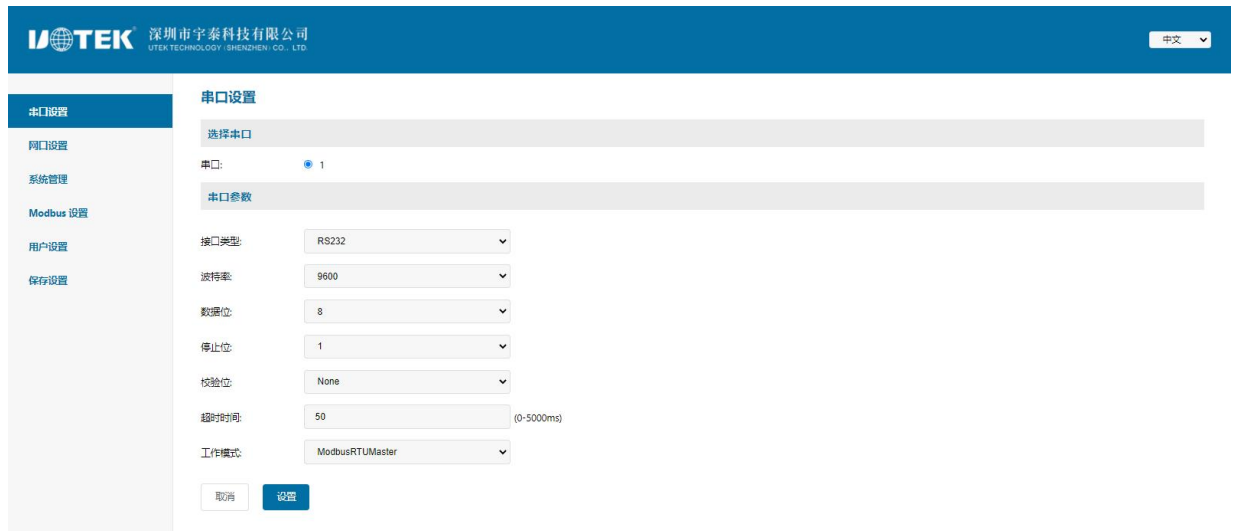 UTEK 深圳市宇泰科技有限公司
UTEK TECHNOLOGY (SHENZHEN) CO., LTD.
中文
串口设置
网口设置
系统管理
Modbus 设置
用户设置
保存设置
串口设置
选择串口
串口: 1
串口参数
接口类型: RS232
波特率: 9600
数据位: 8
停止位: 1
校验位: None
超时时间: 50 (0-5000ms)
工作模式: ModbusRTUMaster
取消 设置